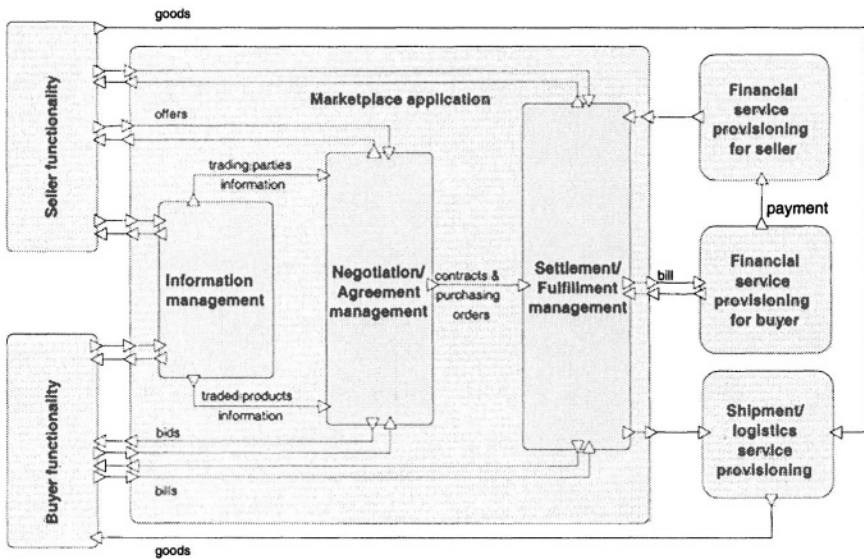 goods
Seller functionality
Marketplace application
offers
trading parties
information
Information
management
Negotiation/
Agreement
management
contracts &
purchasing
orders
Settlement/
Fulfillment
management
bill
Financial
service
provisioning
for seller
payment
Financial
service
provisioning
for buyer
Buyer functionality
traded products
information
bids
bills
Shipment/
logistics
service
provisioning
goods